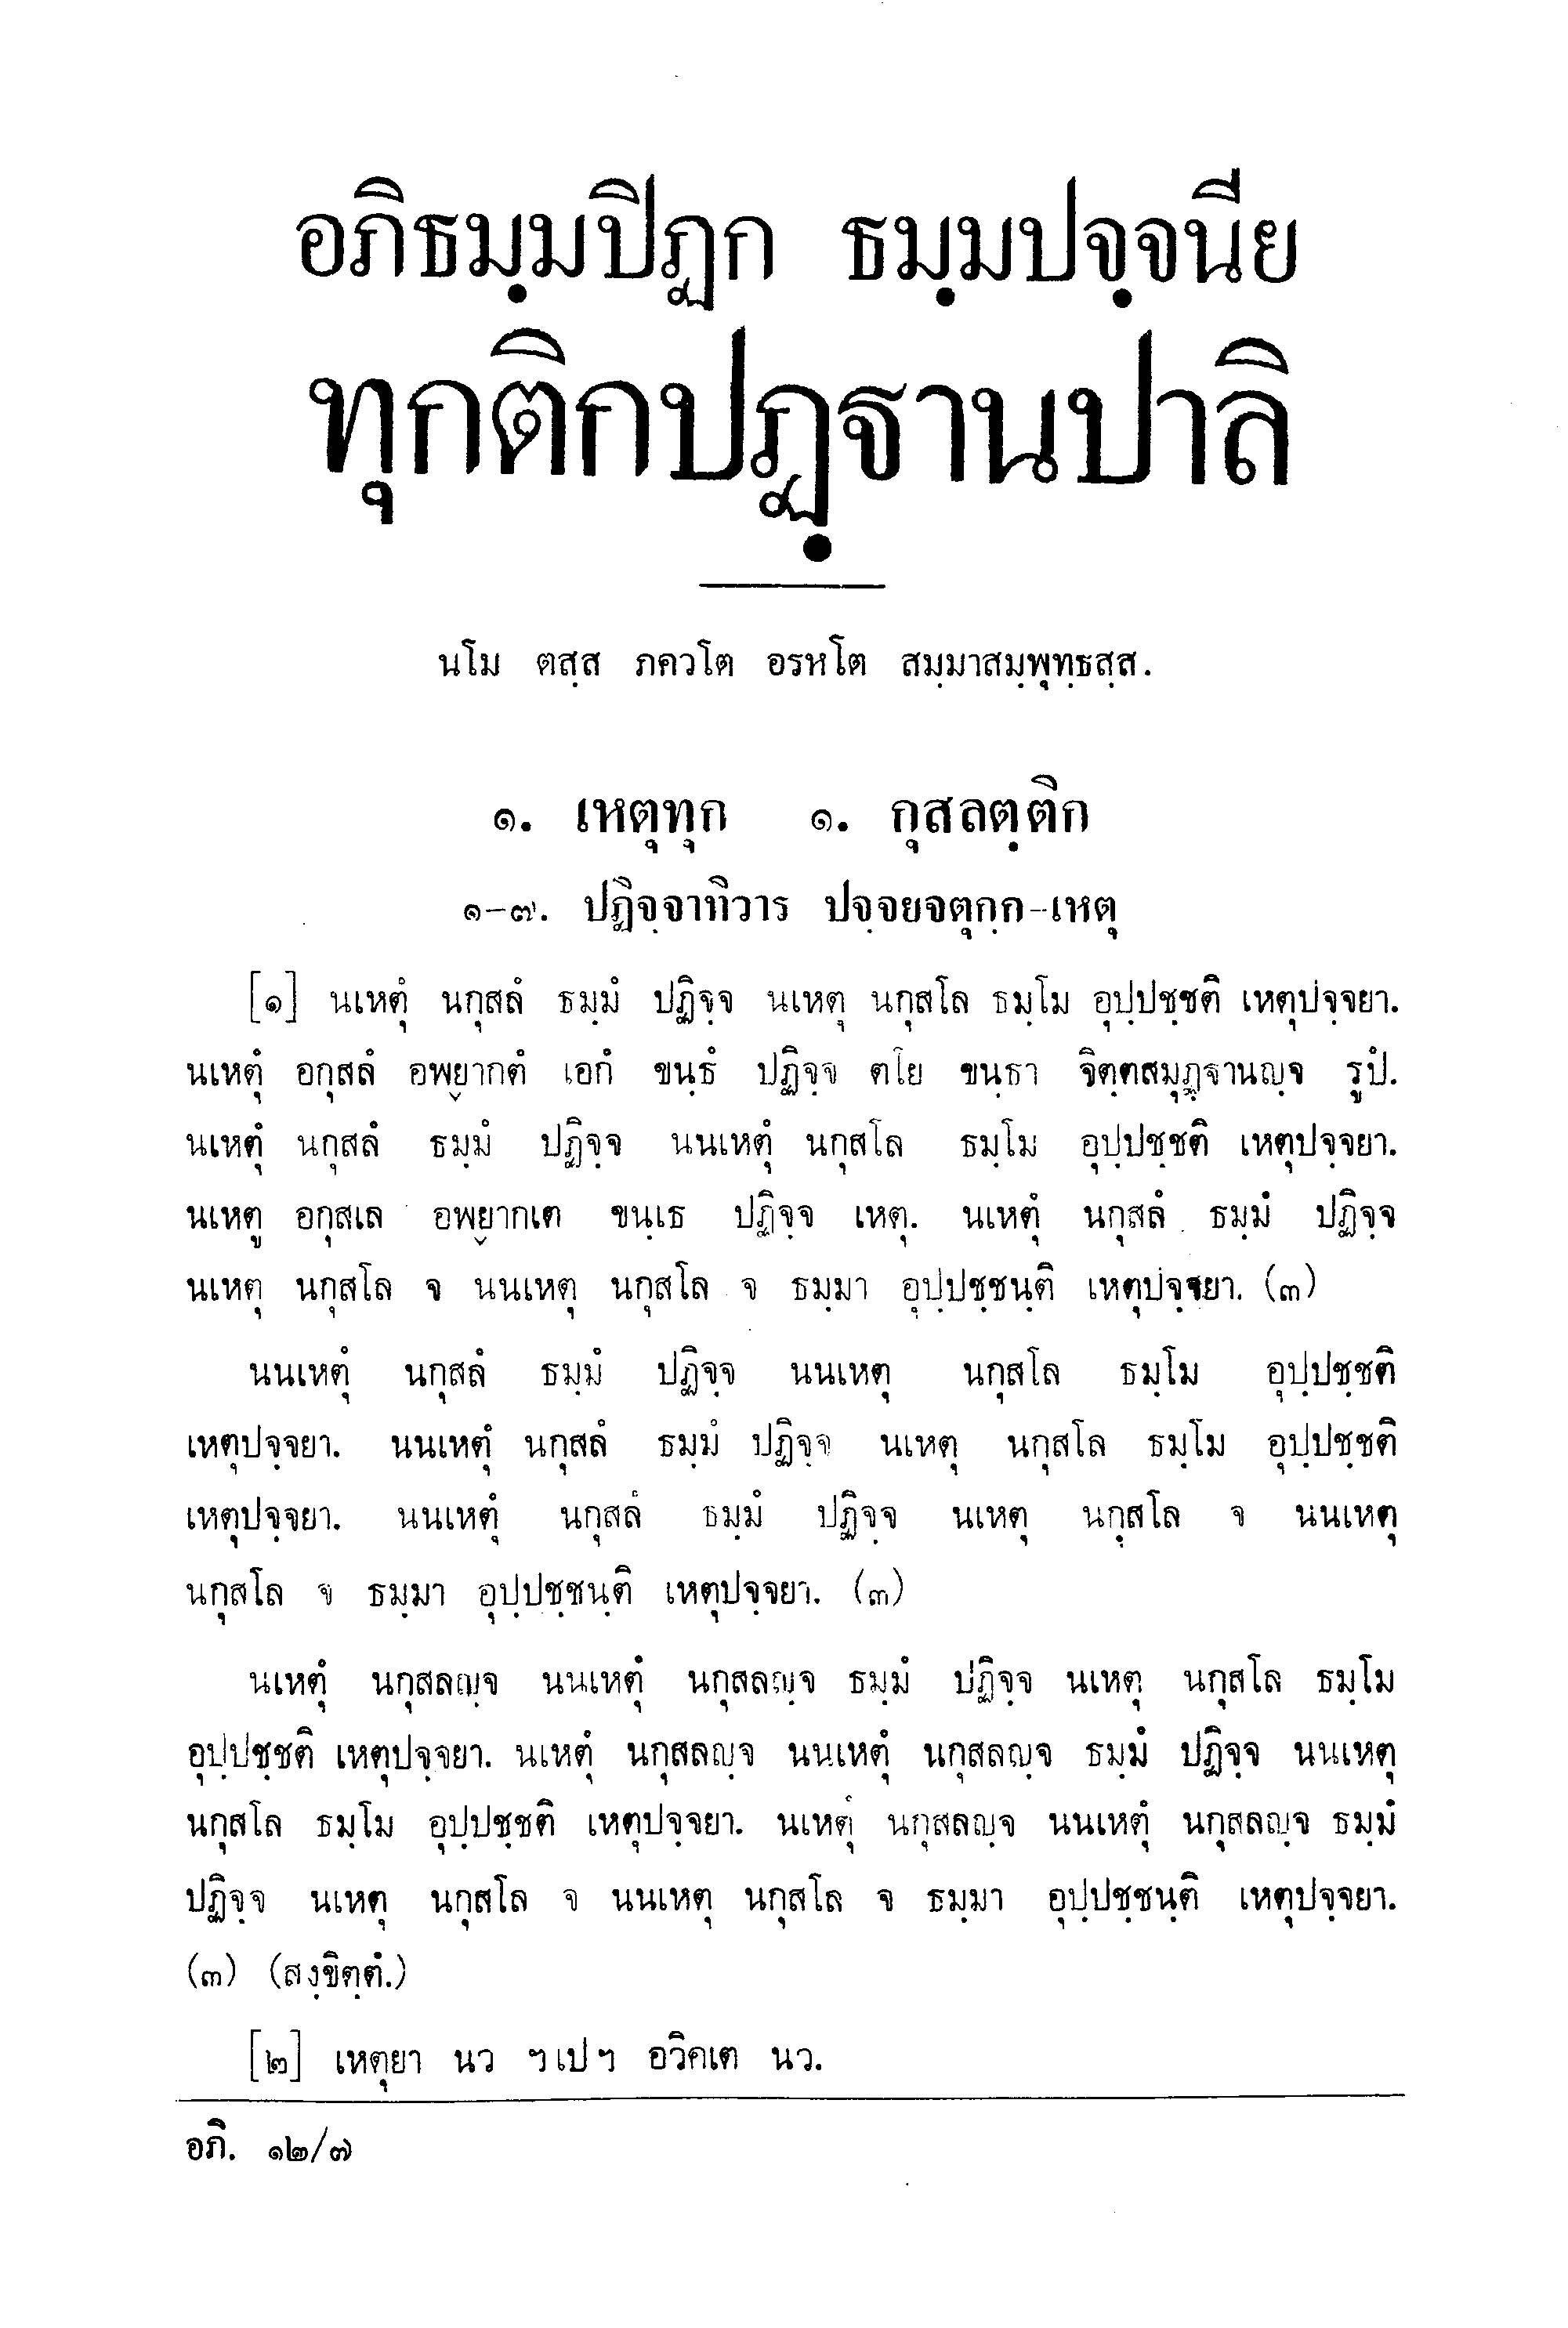 อภิธมฺมปิฏก ธมฺมปจฺจนีย
ทุกติกปฏฺฐานปาลิ
นโม ตสฺส ภควโต อรหโต สมฺมาสมฺพุทฺธสฺส.
๑. เหตุทุก ๑. กุสลตฺติก
๑-๗. ปฏิจฺจาทิวาร ปจฺจยจตุกฺก-เหตุ
[๑] นเหตุํ นกุสลํ ธมฺมํ ปฏิจฺจ นเหตุ นกุสโล ธมฺโม อุปฺปชฺชติ เหตุปจฺจยา.
นเหตุํ อกุสลํ อพฺยากตํ เอกํ ขนฺธํ ปฏิจฺจ ตโย ขนฺธา จิตฺตสมุฏฺฐานญฺจ รูปํ.
นเหตุํ นกุสลํ ธมฺมํ ปฏิจฺจ นนเหตุํ นกุสโล ธมฺโม อุปฺปชฺชติ เหตุปจฺจยา.
นเหตู อกุสเล อพฺยากเต ขนฺเธ ปฏิจฺจ เหตุ. นเหตุํ นกุสลํ ธมฺมํ ปฏิจฺจ
นเหตุ นกุสโล จ นนเหตุ นกุสโล จ ธมฺมา อุปฺปชฺชนฺติ เหตุปจฺจยา. (๓)
นนเหตุํ นกุสลํ ธมฺมํ ปฏิจฺจ นนเหตุ นกุสโล ธมฺโม อุปฺปชฺชติ
เหตุปจฺจยา. นนเหตุํ นกุสลํ ธมฺมํ ปฏิจฺจ นเหตุ นกุสโล ธมฺโม อุปฺปชฺชติ
เหตุปจฺจยา. นนเหตุํ นกุสลํ ธมฺมํ ปฏิจฺจ นเหตุ นกุสโล จ นนเหตุ
นกุสโล จ ธมฺมา อุปฺปชฺชนฺติ เหตุปจฺจยา. (๓)
นเหตุํ นกุสลญฺจ นนเหตุํ นกุสลญฺจ ธมฺมํ ปฏิจฺจ นเหตุ นกุสโล ธมฺโม
อุปฺปชฺชติ เหตุปจฺจยา. นเหตุํ นกุสลญฺจ นนเหตุํ นกุสลญฺจ ธมฺมํ ปฏิจฺจ นนเหตุ
นกุสโล ธมฺโม อุปฺปชฺชติ เหตุปจฺจยา. นเหตุํ นกุสลญฺจ นนเหตุํ นกุสลญฺจ ธมฺมํ
ปฏิจฺจ นเหตุ นกุสโล จ นนเหตุ นกุสโล จ ธมฺมา อุปฺปชฺชนฺติ เหตุปจฺจยา.
(๓) (สงฺขิตฺตํ.)
[๒] เหตุยา นว ฯเปฯ อวิคเต นว.
อภิ. ๑๒/๗